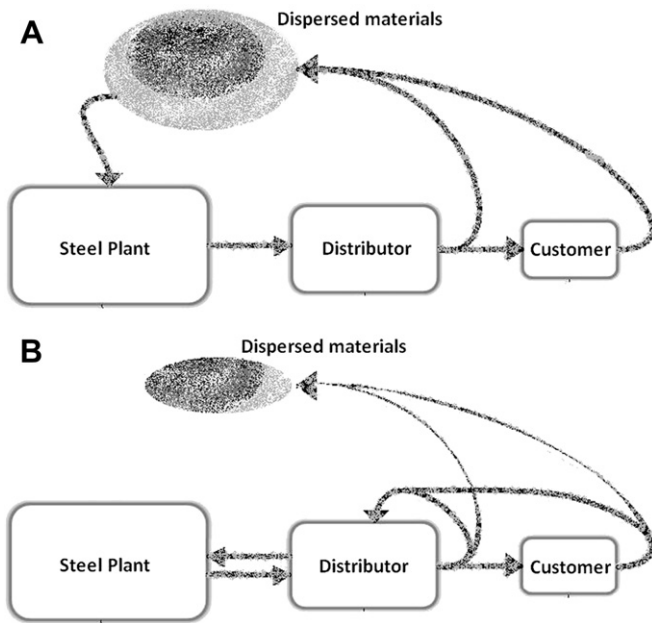 A
Dispersed materials
Steel Plant
Distributor
Customer
B
Dispersed materials
Steel Plant
Distributor
Customer